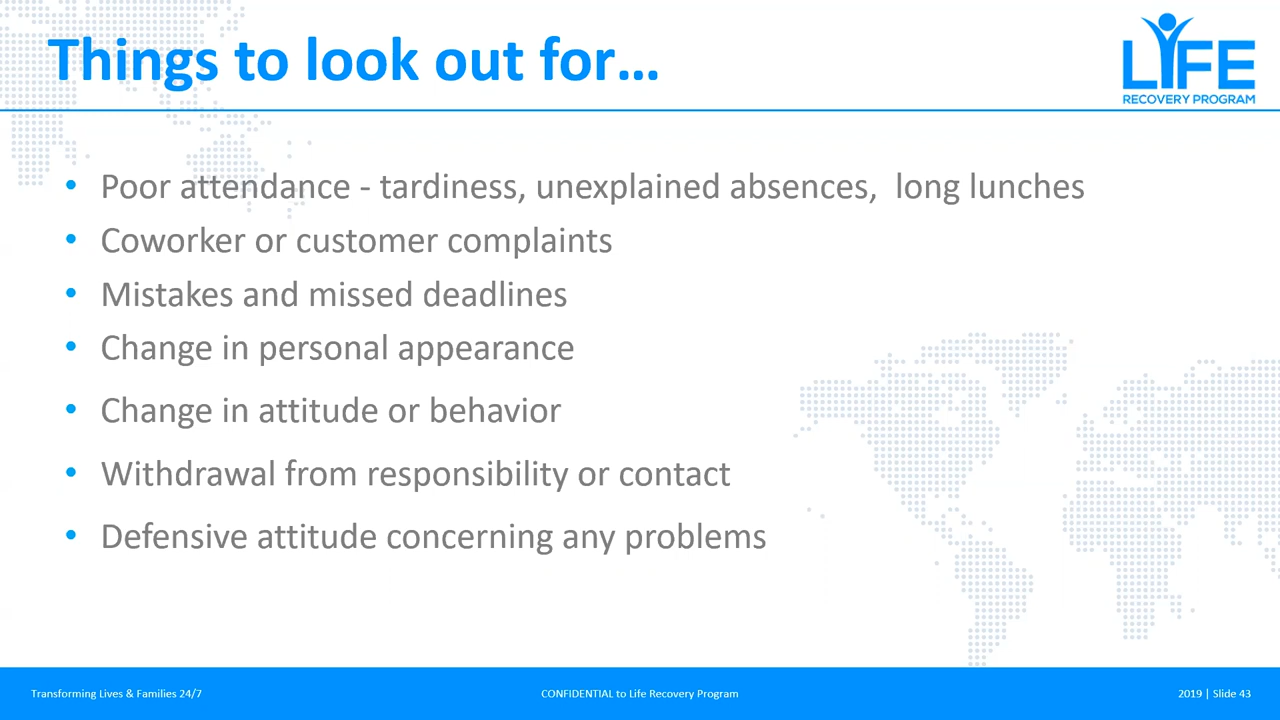 Things to look out for…
LIFE
RECOVERY PROGRAM
• Poor attendance - tardiness, unexplained absences,  long lunches
• Coworker or customer complaints
• Mistakes and missed deadlines
• Change in personal appearance
• Change in attitude or behavior
• Withdrawal from responsibility or contact
• Defensive attitude concerning any problems
Transforming Lives & Families 24/7
CONFIDENTIAL to Life Recovery Program
2019 | Slide 43